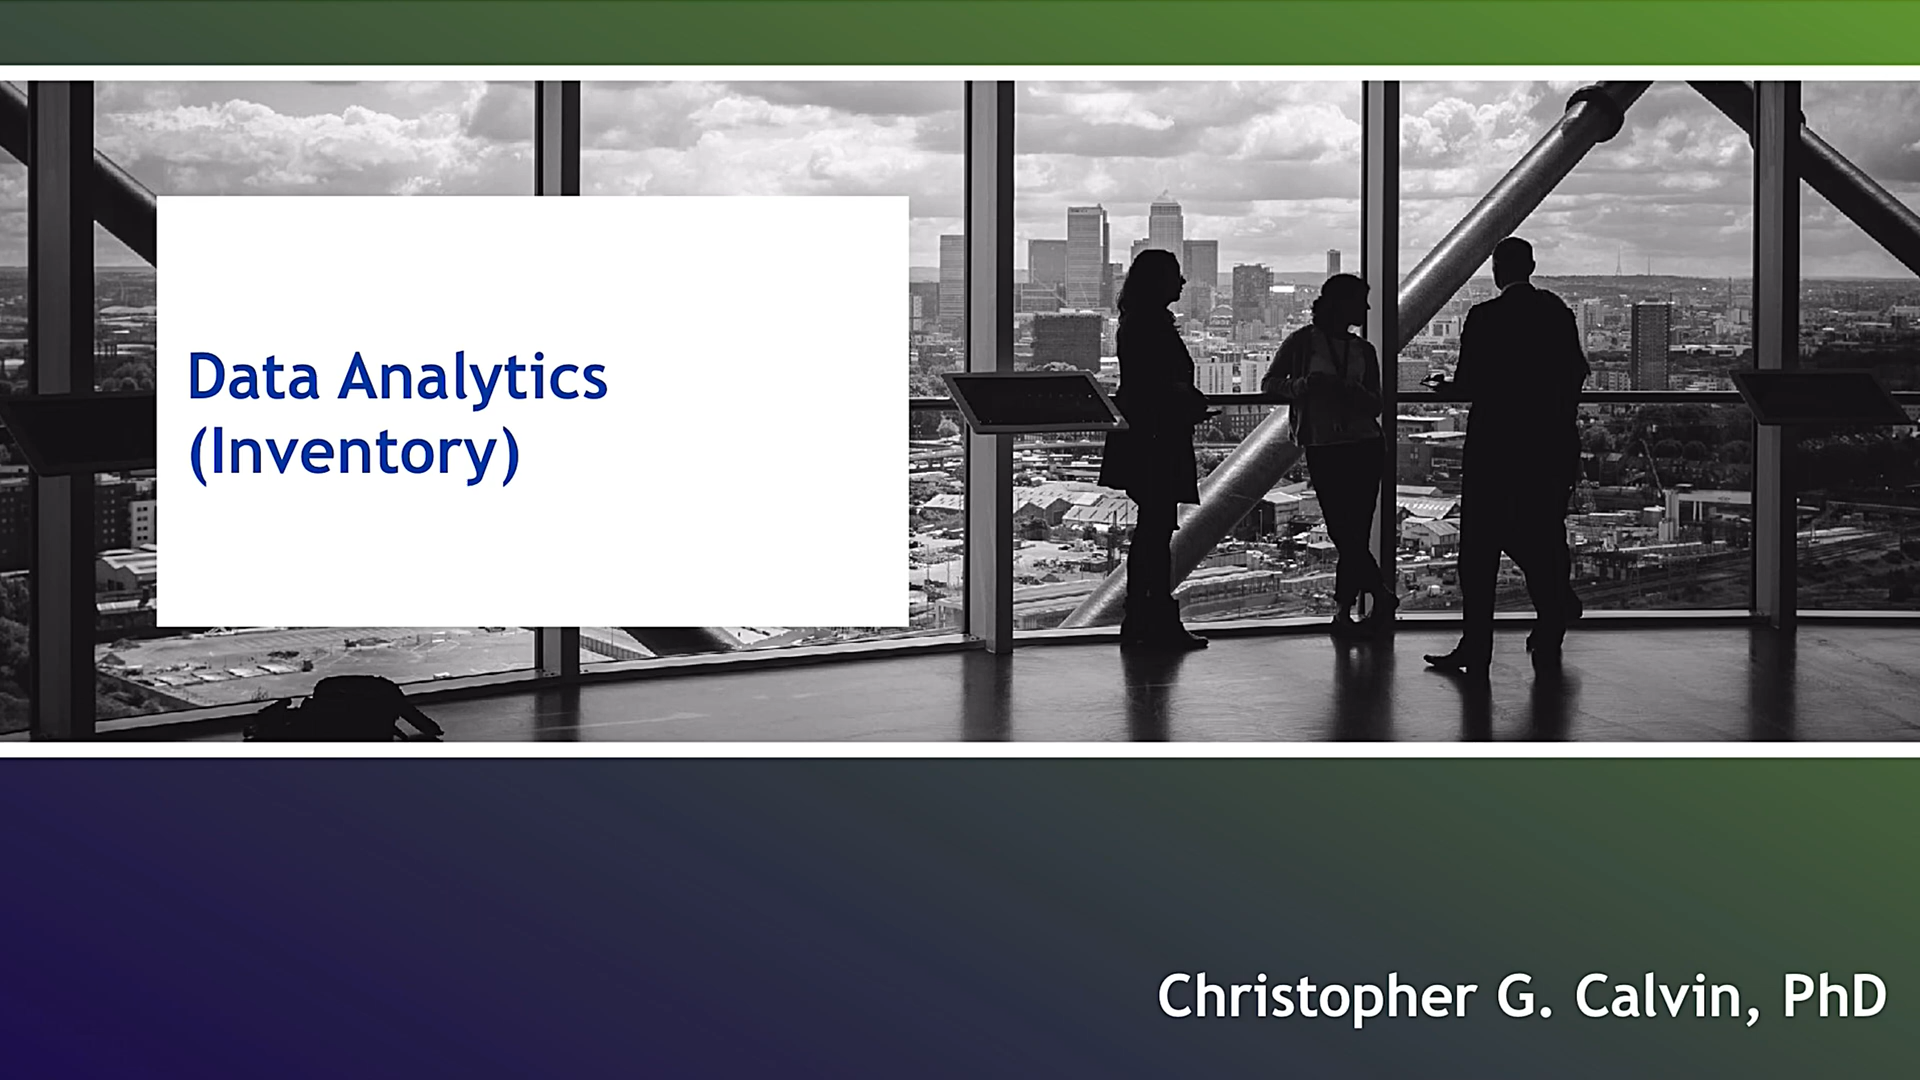 Data Analytics
(Inventory)
Christopher G. Calvin, PhD